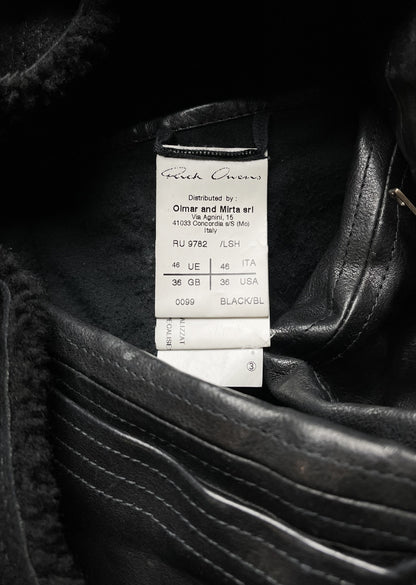 Rick Owens
Distributed by :
Olmar and Mirta srl
Via Agnini, 15
41033 Concordia s/S (Mo)
Italy
RU 9782 /LSH
46 UE 46 ITA
36 GB 36 USA
0099 BLACK/BL
3